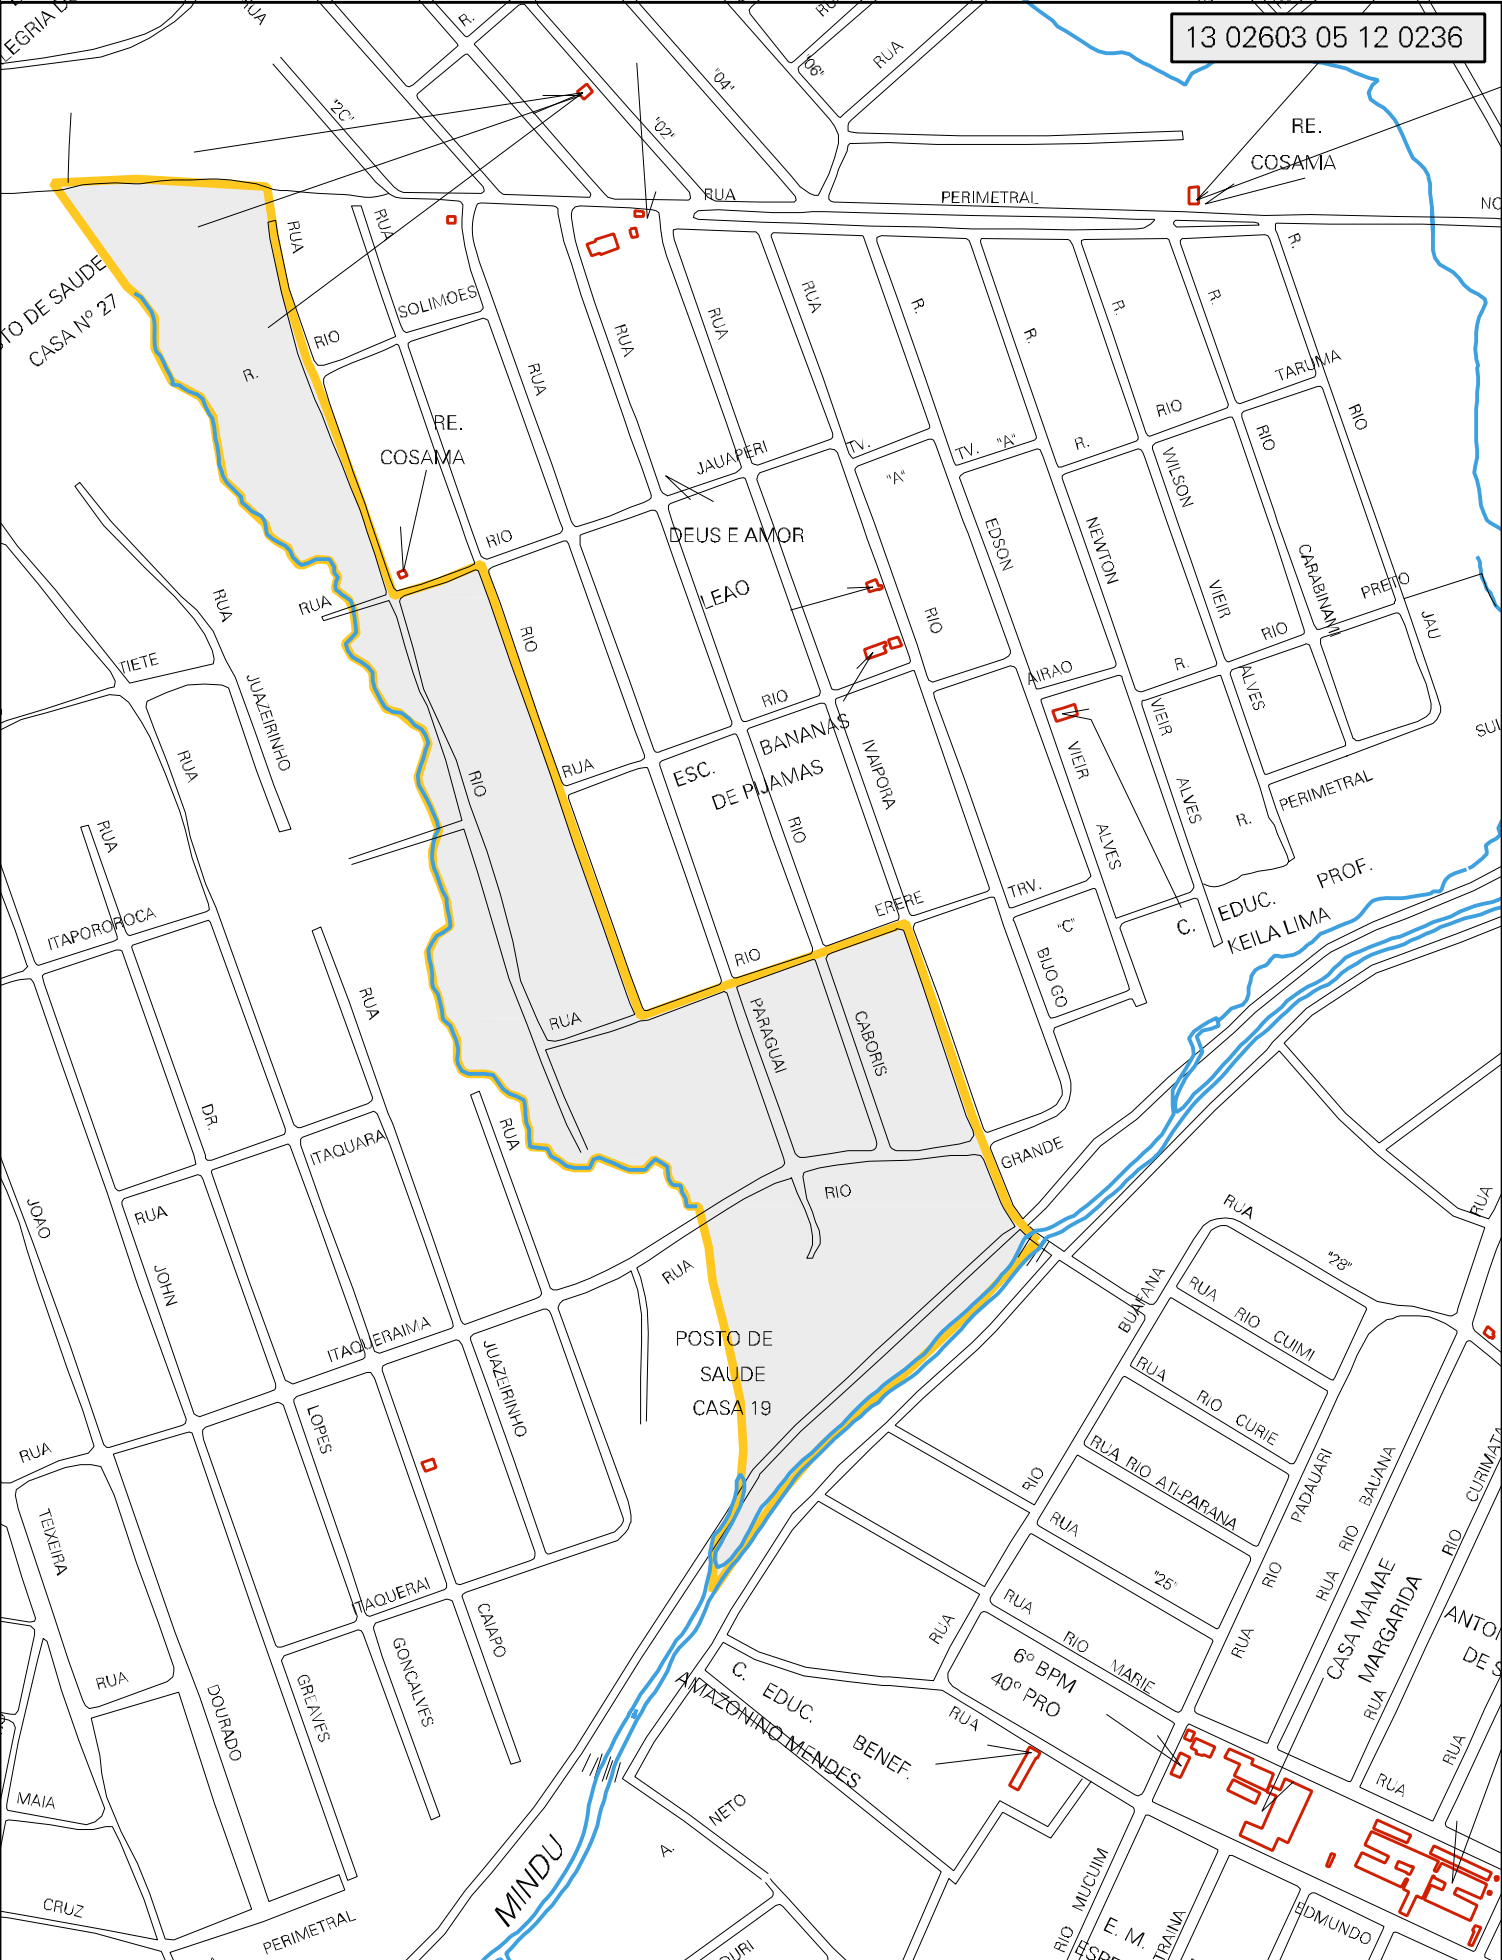 13 02603 05 12 0236
RUA
R.
RUA
"2C"
"02"
"04"
"06"
RUA
RE.
COSAMA
RUA
PERIMETRAL
RUA
RUA
R.
CASA Nº 27
SOLIMOES
RIO
R.
RUA
RUA
RUA
RUA
R.
R.
R.
R.
TARUMA
RIO
RIO
RIO
RE.
COSAMA
JAUAPERI
TV.
"A"
TV. "A"
R.
WILSON
RIO
DEUS E AMOR
LEAO
EDSON
NEWTON
VIEIR
CARABINAMI
PRETO
JAU
RUA
RUA
RIO
RIO
RIO
TIETE
JUAZEIRINHO
RUA
RIO
AIRAO
R.
ALVES
VIEIR
RUA
RIO
ESC.
BANANAS
DE PIJAMAS
IVAIPORA
VIEIR
ALVES
PERIMETRAL
R.
RUA
RIO
ALVES
ERERE
TRV.
"C"
PROF.
EDUC.
C.
KEILA LIMA
ITAPOROROCA
RUA
RIO
RUA
BIJOGO
PARAGUAI
CABORIS
DR.
RUA
ITAQUARA
GRANDE
RIO
JOAO
RUA
JOHN
RUA
RUA
"28"
RUA
BUAFANA
RUA RIO CUIMI
ITAQUERAIMA
JUAZEIRINHO
POSTO DE
SAUDE
CASA 19
RUA RIO CURIE
LOPES
RUA
RUA RIO ATI-PARANA
RIO
PADAUARI
RIO
RUA
RUA RIO BAUANA
RIO CURIMATA
TEIXEIRA
RUA
"25"
ITAQUERAI
CAIAPO
GONCALVES
RUA
RUA RIO MARIE
CASA MAMAE
MARGARIDA
RUA
DOURADO
GREAVES
6º BPM
40º PRO
C. EDUC.
AMAZONINO MENDES
BENEF.
RUA
RUA
RUA
RUA
MAIA
NETO
A.
MINDU
RIO MUCUIM
CRUZ
PERIMETRAL
E. M.
EDMUNDO